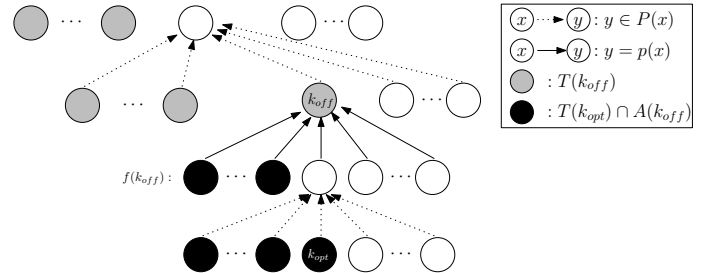 ··· ···
x y : y ∈ P(x)
x y : y = p(x)
: T(k_off)
: T(k_opt) ∩ A(k_off)
··· k_off ···
f(k_off) : ··· ···
··· k_opt ···